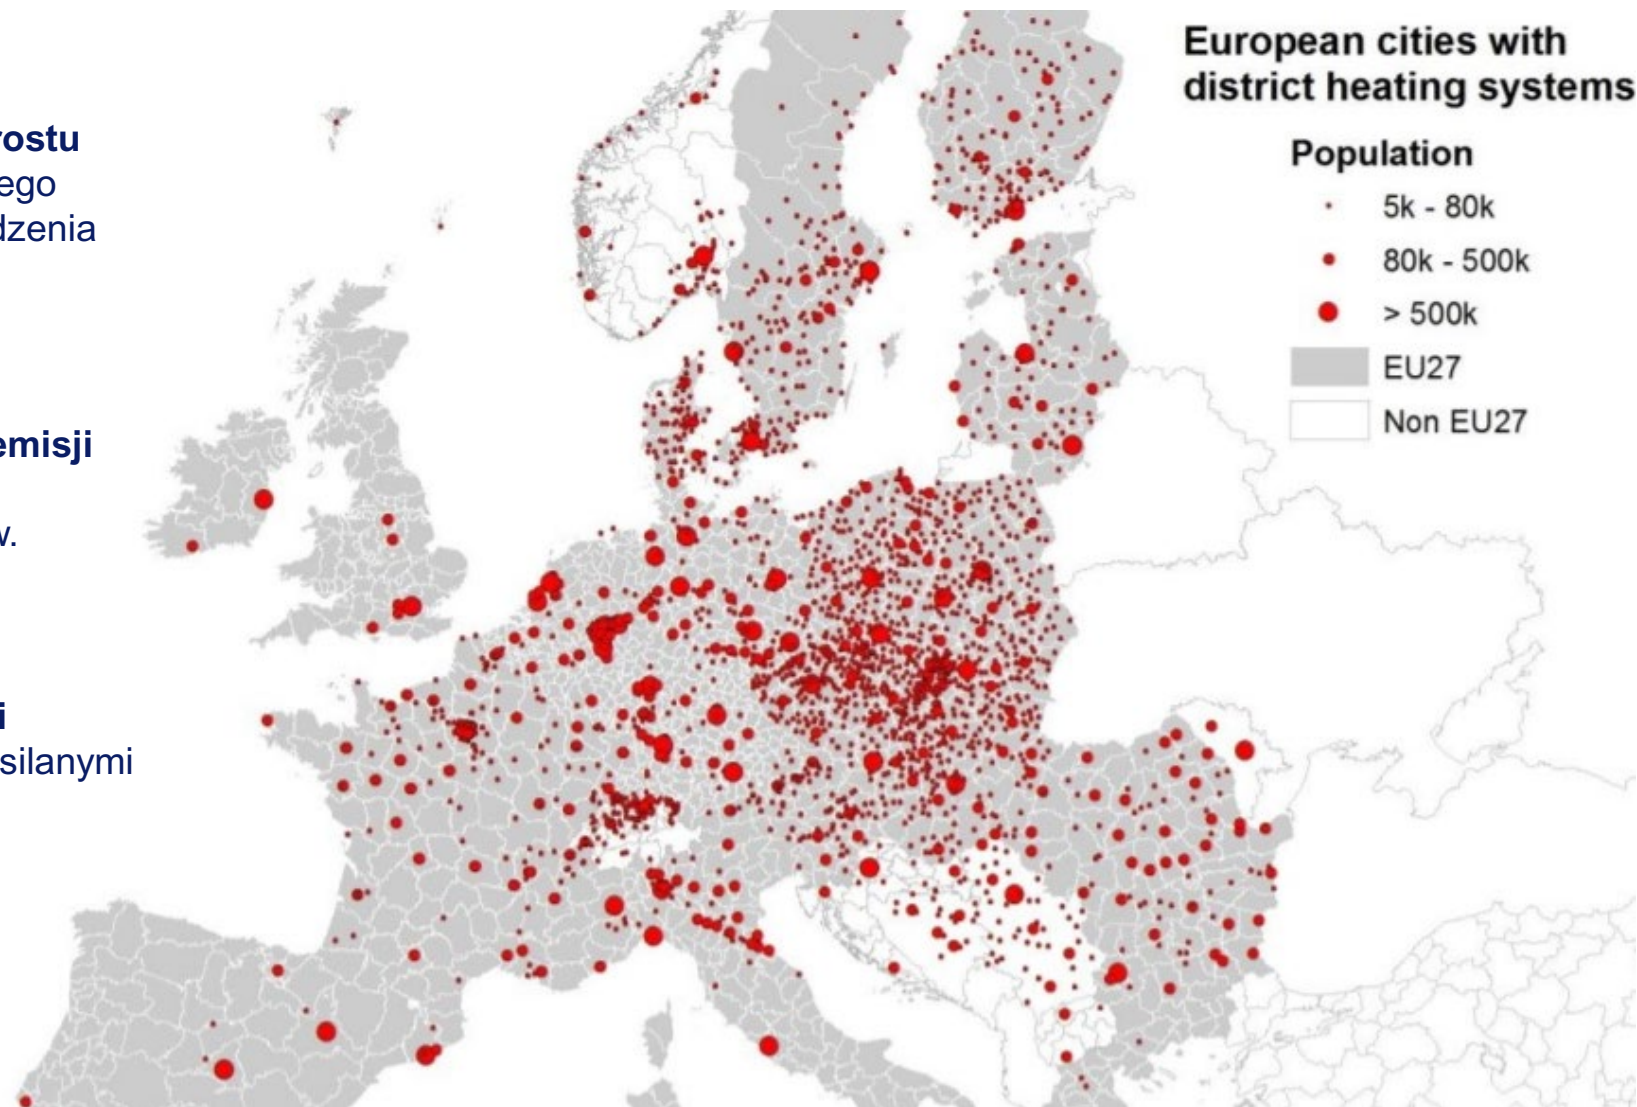 rostu
ego
dzenia
emisji
w.
i
silanymi
European cities with
district heating systems
Population
5k - 80k
80k - 500k
> 500k
EU27
Non EU27